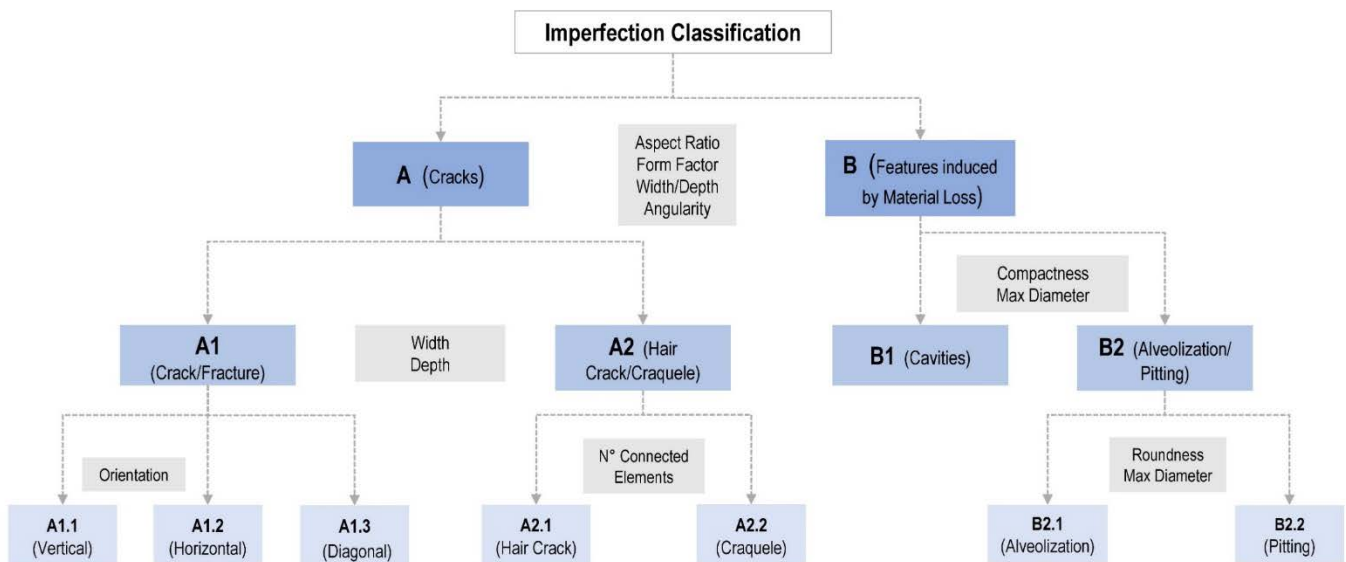 Imperfection Classification
A (Cracks)
Aspect Ratio
Form Factor
Width/Depth
Angularity
B (Features induced
by Material Loss)
A1
(Crack/Fracture)
Width
Depth
A2 (Hair
Crack/Craquele)
Compactness
Max Diameter
B1 (Cavities)
B2 (Alveolization/
Pitting)
Orientation
N° Connected
Elements
Roundness
Max Diameter
A1.1
(Vertical)
A1.2
(Horizontal)
A1.3
(Diagonal)
A2.1
(Hair Crack)
A2.2
(Craquele)
B2.1
(Alveolization)
B2.2
(Pitting)